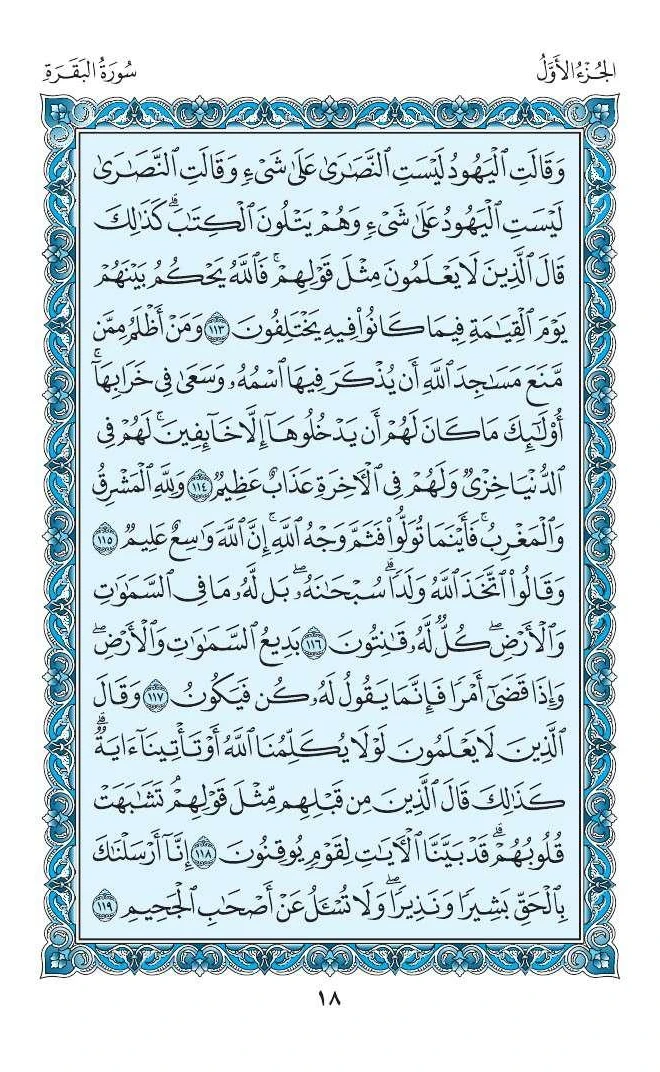 الجُزْءُ الأَوَّلُ
سُورَةُ البَقَرَةِ
وَقَالَتِ ٱلۡيَهُودُ لَيۡسَتِ ٱلنَّصَٰرَىٰ عَلَىٰ شَيۡءٖ وَقَالَتِ ٱلنَّصَٰرَىٰ
لَيۡسَتِ ٱلۡيَهُودُ عَلَىٰ شَيۡءٖ وَهُمۡ يَتۡلُونَ ٱلۡكِتَٰبَۗ كَذَٰلِكَ
قَالَ ٱلَّذِينَ لَا يَعۡلَمُونَ مِثۡلَ قَوۡلِهِمۡۚ فَٱللَّهُ يَحۡكُمُ بَيۡنَهُمۡ
يَوۡمَ ٱلۡقِيَٰمَةِ فِيمَا كَانُواْ فِيهِ يَخۡتَلِفُونَ ١١٣ وَمَنۡ أَظۡلَمُ مِمَّن
مَّنَعَ مَسَٰجِدَ ٱللَّهِ أَن يُذۡكَرَ فِيهَا ٱسۡمُهُۥ وَسَعَىٰ فِي خَرَابِهَآۚ
أُوْلَٰٓئِكَ مَا كَانَ لَهُمۡ أَن يَدۡخُلُوهَآ إِلَّا خَآئِفِينَۚ لَهُمۡ فِي
ٱلدُّنۡيَا خِزۡيٞ وَلَهُمۡ فِي ٱلۡأٓخِرَةِ عَذَابٌ عَظِيمٞ ١١٤ وَلِلَّهِ ٱلۡمَشۡرِقُ
وَٱلۡمَغۡرِبُۚ فَأَيۡنَمَا تُوَلُّواْ فَثَمَّ وَجۡهُ ٱللَّهِۚ إِنَّ ٱللَّهَ وَٰسِعٌ عَلِيمٞ ١١٥
وَقَالُواْ ٱتَّخَذَ ٱللَّهُ وَلَدٗاۗ سُبۡحَٰنَهُۥۖ بَل لَّهُۥ مَا فِي ٱلسَّمَٰوَٰتِ
وَٱلۡأَرۡضِۖ كُلّٞ لَّهُۥ قَٰنِتُونَ ١١٦ بَدِيعُ ٱلسَّمَٰوَٰتِ وَٱلۡأَرۡضِۖ
وَإِذَا قَضَىٰٓ أَمۡرٗا فَإِنَّمَا يَقُولُ لَهُۥ كُن فَيَكُونُ ١١٧ وَقَالَ
ٱلَّذِينَ لَا يَعۡلَمُونَ لَوۡلَا يُكَلِّمُنَا ٱللَّهُ أَوۡ تَأۡتِينَآ ءَايَةٞۗ
كَذَٰلِكَ قَالَ ٱلَّذِينَ مِن قَبۡلِهِم مِّثۡلَ قَوۡلِهِمۡۘ تَشَٰبَهَتۡ
قُلُوبُهُمۡۗ قَدۡ بَيَّنَّا ٱلۡأٓيَٰتِ لِقَوۡمٖ يُوقِنُونَ ١١٨ إِنَّآ أَرۡسَلۡنَٰكَ
بِٱلۡحَقِّ بَشِيرٗا وَنَذِيرٗاۖ وَلَا تُسۡـَٔلُ عَنۡ أَصۡحَٰبِ ٱلۡجَحِيمِ ١١٩
١٨